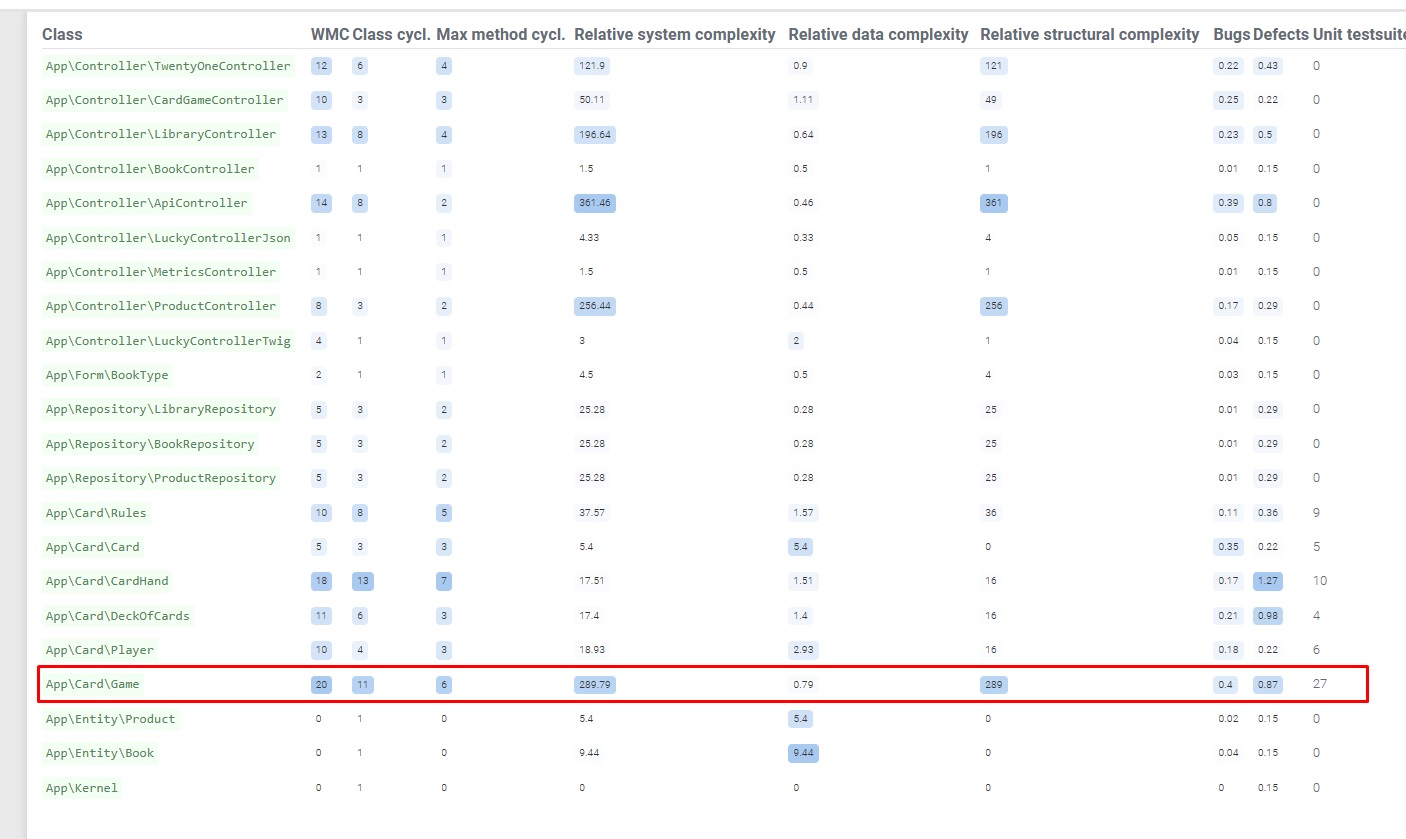 Class WMC Class cycl. Max method cycl. Relative system complexity Relative data complexity Relative structural complexity Bugs Defects Unit testsuite
App\Controller\TwentyOneController 12 6 4 121.9 0.9 121 0.22 0.43 0
App\Controller\CardGameController 10 3 3 50.11 1.11 49 0.25 0.22 0
App\Controller\LibraryController 13 8 4 196.64 0.64 196 0.23 0.5 0
App\Controller\BookController 1 1 1 1.5 0.5 1 0.01 0.15 0
App\Controller\ApiController 14 8 2 361.46 0.46 361 0.39 0.8 0
App\Controller\LuckyControllerJson 1 1 1 4.33 0.33 4 0.05 0.15 0
App\Controller\MetricsController 1 1 1 1.5 0.5 1 0.01 0.15 0
App\Controller\ProductController 8 3 2 256.44 0.44 256 0.17 0.29 0
App\Controller\LuckyControllerTwig 4 1 1 3 2 1 0.04 0.15 0
App\Form\BookType 2 1 1 4.5 0.5 4 0.03 0.15 0
App\Repository\LibraryRepository 5 3 2 25.28 0.28 25 0.01 0.29 0
App\Repository\BookRepository 5 3 2 25.28 0.28 25 0.01 0.29 0
App\Repository\ProductRepository 5 3 2 25.28 0.28 25 0.01 0.29 0
App\Card\Rules 10 8 5 37.57 1.57 36 0.11 0.36 9
App\Card\Card 5 3 3 5.4 5.4 0 0.35 0.22 5
App\Card\CardHand 18 13 7 17.51 1.51 16 0.17 1.27 10
App\Card\DeckOfCards 11 6 3 17.4 1.4 16 0.21 0.98 4
App\Card\Player 10 4 3 18.93 2.93 16 0.18 0.22 6
App\Card\Game 20 11 6 289.79 0.79 289 0.4 0.87 27
App\Entity\Product 0 1 0 5.4 5.4 0 0.02 0.15 0
App\Entity\Book 0 1 0 9.44 9.44 0 0.04 0.15 0
App\Kernel 0 1 0 0 0 0 0 0.15 0